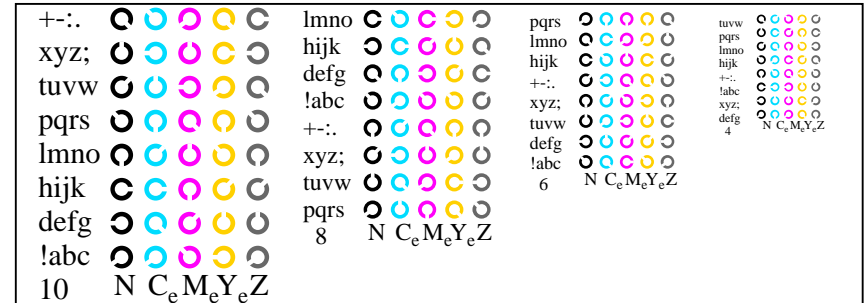 +-:.
xyz;
tuvw
pqrs
lmno
hijk
defg
!abc
10 N CeMeYeZ
lmno
hijk
defg
!abc
+-:.
xyz;
tuvw
pqrs
8 N CeMeYeZ
pqrs
lmno
hijk
+-:.
xyz;
tuvw
defg
!abc
6 N CeMeYeZ
tuvw
pqrs
lmno
hijk
+-:.
!abc
xyz;
defg
4 N CeMeYeZ